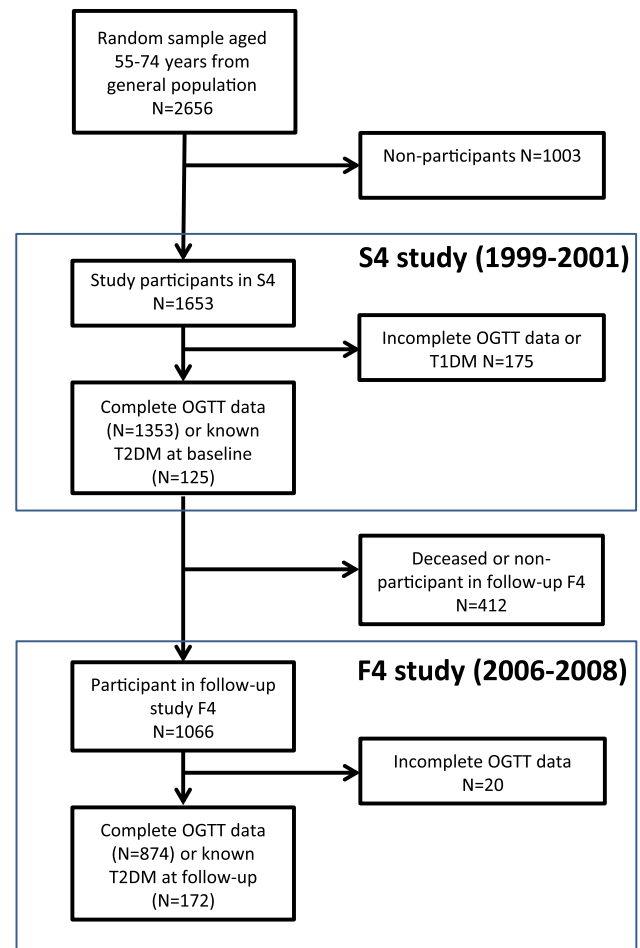 Random sample aged
55-74 years from
general population
N=2656
Non-participants N=1003
S4 study (1999-2001)
Study participants in S4
N=1653
Incomplete OGTT data or
T1DM N=175
Complete OGTT data
(N=1353) or known
T2DM at baseline
(N=125)
Deceased or non-
participant in follow-up F4
N=412
F4 study (2006-2008)
Participant in follow-up
study F4
N=1066
Incomplete OGTT data
N=20
Complete OGTT data
(N=874) or known
T2DM at follow-up
(N=172)